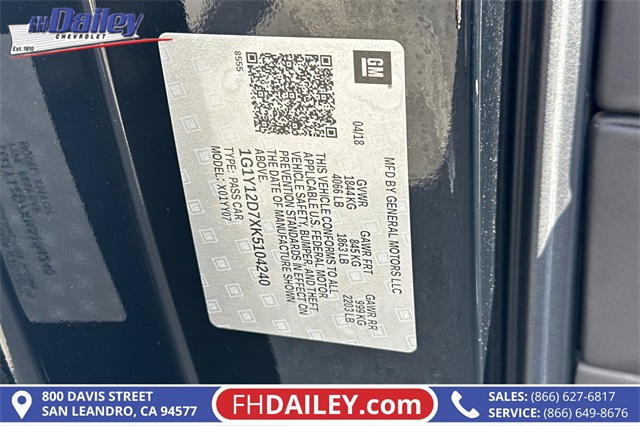 FHDailey
CHEVROLET
Est. 1910
GM
MFD BY GENERAL MOTORS LLC
04/18
GVWR
1844 KG
4066 LB
GAWR FRT
845 KG
1863 LB
GAWR RR
999 KG
2203 LB
THIS VEHICLE CONFORMS TO ALL
APPLICABLE U.S. FEDERAL MOTOR
VEHICLE SAFETY, BUMPER, AND THEFT
PREVENTION STANDARDS IN EFFECT ON
THE DATE OF MANUFACTURE SHOWN
ABOVE.
1G1Y12D7XK5104240
TYPE: PASS CAR
MODEL: XY01YV07
8555
800 DAVIS STREET
SAN LEANDRO, CA 94577
FHDAILEY.com
SALES: (866) 627-6817
SERVICE: (866) 649-8676